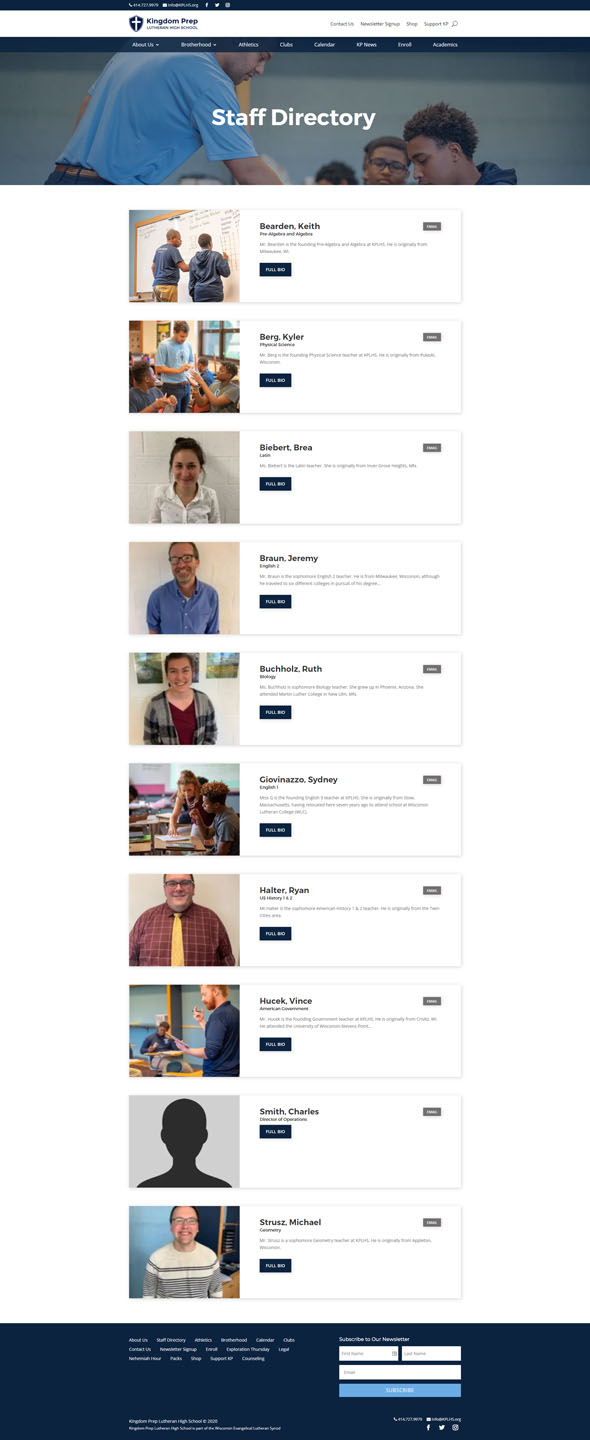 414.727.9979 Info@KPLHS.org
Kingdom Prep
LUTHERAN HIGH SCHOOL
Contact Us Newsletter Signup Shop Support KP
About Us Brotherhood Athletics Clubs Calendar KP News Enroll Academics
Staff Directory
Bearden, Keith
EMAIL
Pre-Algebra and Algebra
Mr. Bearden is the founding Pre-Algebra and Algebra at KPLHS. He is originally from
Milwaukee, WI.
FULL BIO
Berg, Kyler
EMAIL
Physical Science
Mr. Berg is the founding Physical Science teacher at KPLHS. He is originally from Pulaski,
Wisconsin.
FULL BIO
Biebert, Brea
EMAIL
Latin
Ms. Biebert is the Latin teacher. She is originally from Inver Grove Heights, MN.
FULL BIO
Braun, Jeremy
English 2
Mr. Braun is the sophomore English 2 teacher. He is from Milwaukee, Wisconsin, although
he traveled to six different colleges in pursuit of his degree...
FULL BIO
Buchholz, Ruth
EMAIL
Biology
Ms. Buchholz is sophomore Biology teacher. She grew up in Phoenix, Arizona. She
attended Martin Luther College in New Ulm, MN.
FULL BIO
Giovinazzo, Sydney
EMAIL
English 1
Miss G is the founding English 9 teacher at KPLHS. She is originally from Stow,
Massachusetts, having relocated here seven years ago to attend school at Wisconsin
Lutheran College (WLC).
FULL BIO
Halter, Ryan
EMAIL
US History 1 & 2
Mr.Halter is the sophomore American History 1 & 2 teacher. He is originally from the Twin
Cities area.
FULL BIO
Hucek, Vince
EMAIL
American Government
Mr. Hucek is the founding Government teacher at KPLHS. He is originally from Crivitz, WI.
He attended the University of Wisconsin-Stevens Point...
FULL BIO
Smith, Charles
EMAIL
Director of Operations
FULL BIO
Strusz, Michael
EMAIL
Geometry
Mr. Strusz is a sophomore Geometry teacher at KPLHS. He is originally from Appleton,
Wisconsin.
FULL BIO
About Us Staff Directory Athletics Brotherhood Calendar Clubs
Contact Us Newsletter Signup Enroll Exploration Thursday Legal
Nehemiah Hour Packs Shop Support KP Counseling
Subscribe to Our Newsletter
First Name Last Name
Email
SUBSCRIBE
Kingdom Prep Lutheran High School © 2020
Kingdom Prep Lutheran High School is part of the Wisconsin Evangelical Lutheran Synod
414.727.9979 Info@KPLHS.org